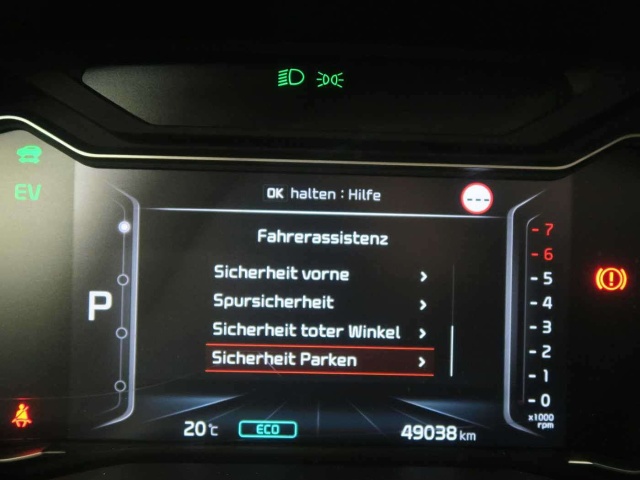 EV
OK halten : Hilfe
---
Fahrerassistenz
Sicherheit vorne
Spursicherheit
Sicherheit toter Winkel
Sicherheit Parken
P
7
6
5
4
3
2
1
0
x1000
rpm
20°C
ECO
49038 km